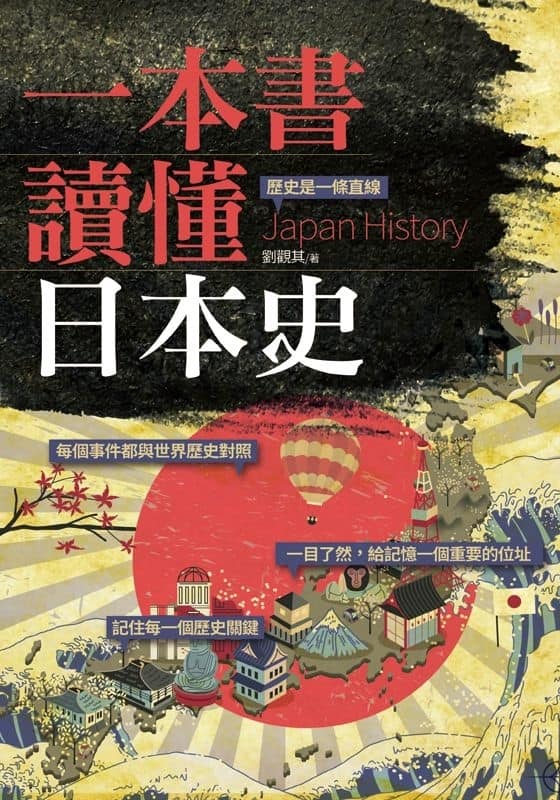 一本書
讀懂
歷史是一條直線
Japan History
劉觀其/著
日本史
每個事件都與世界歷史對照
一目了然，給記憶一個重要的位址
記住每一個歷史關鍵